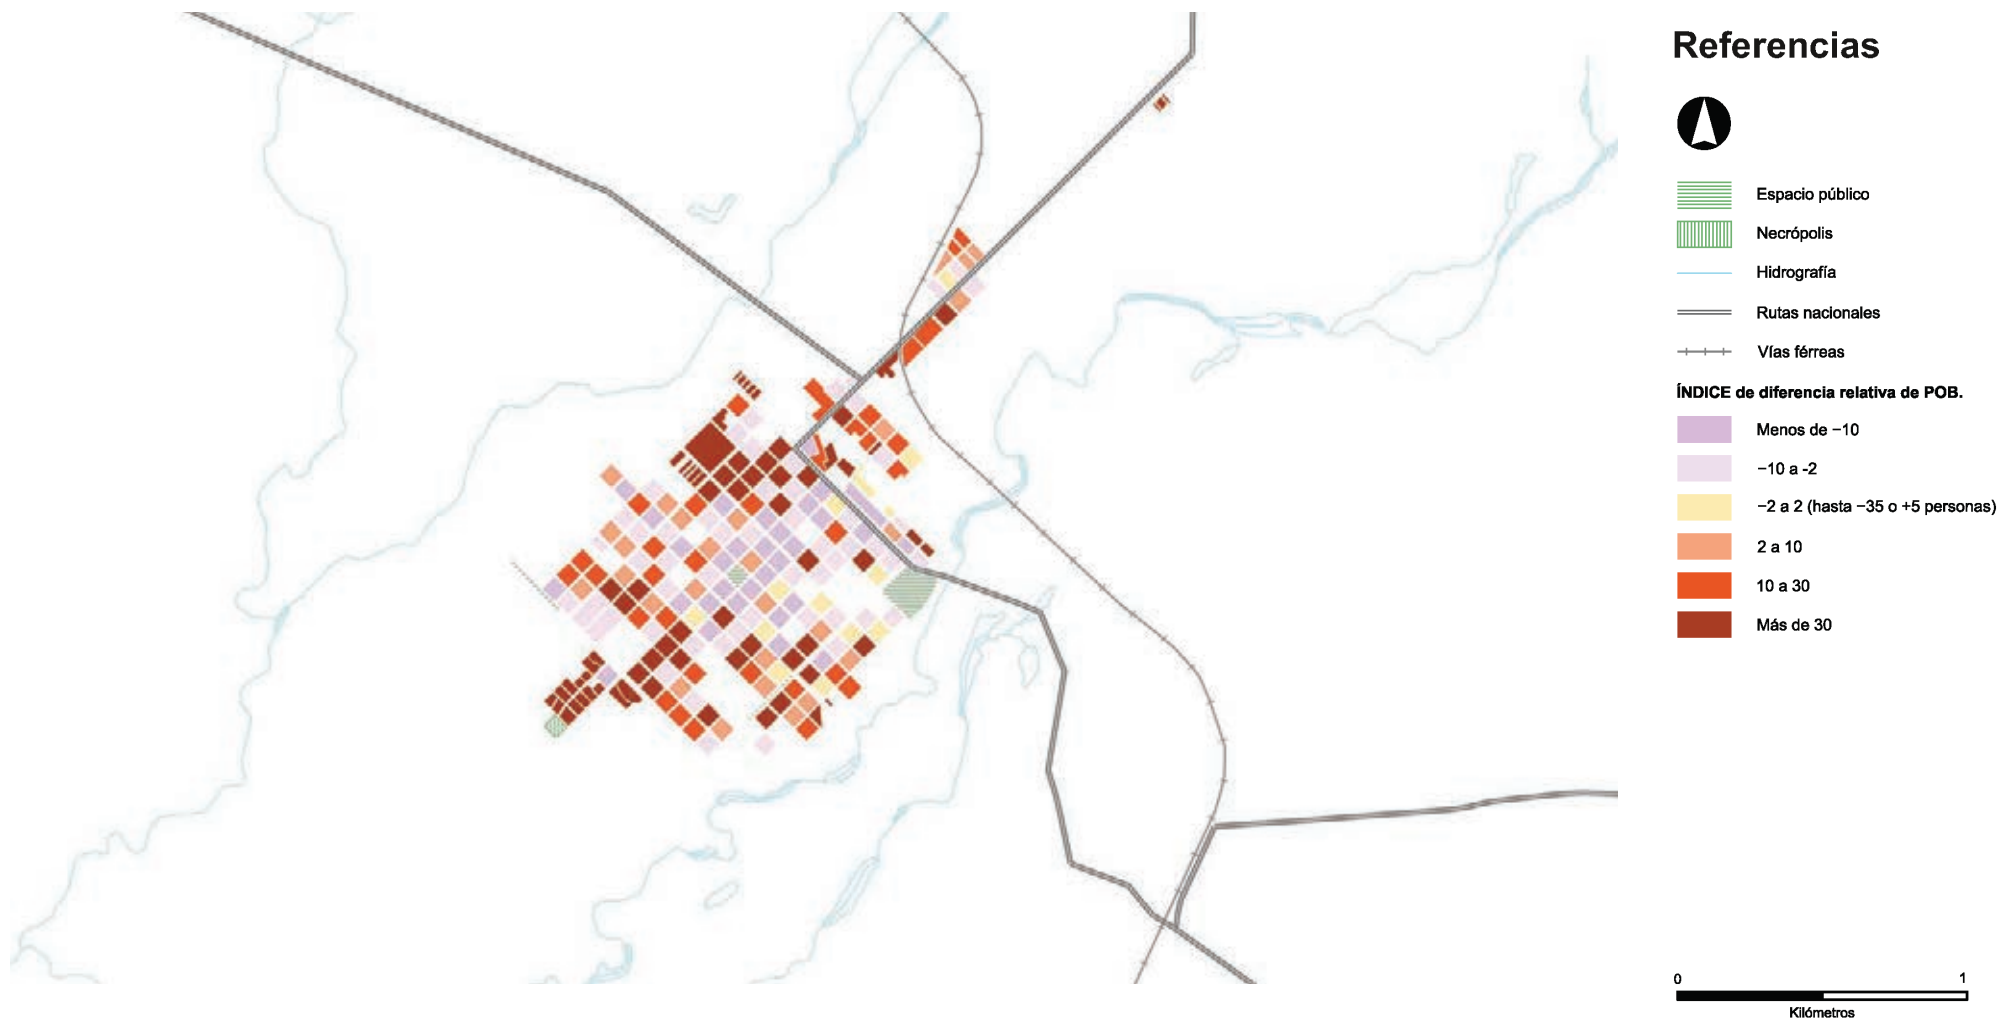 Referencias
Espacio público
Necrópolis
Hidrografía
Rutas nacionales
Vías férreas
ÍNDICE de diferencia relativa de POB.
Menos de −10
−10 a -2
−2 a 2 (hasta −35 o +5 personas)
2 a 10
10 a 30
Más de 30
0 1
Kilómetros